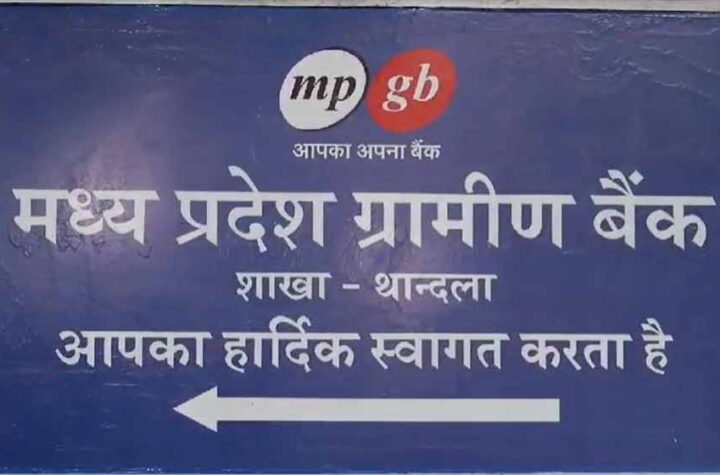 mp gb
आपका अपना बैंक
मध्य प्रदेश ग्रामीण बैंक
शाखा - थान्दला
आपका हार्दिक स्वागत करता है